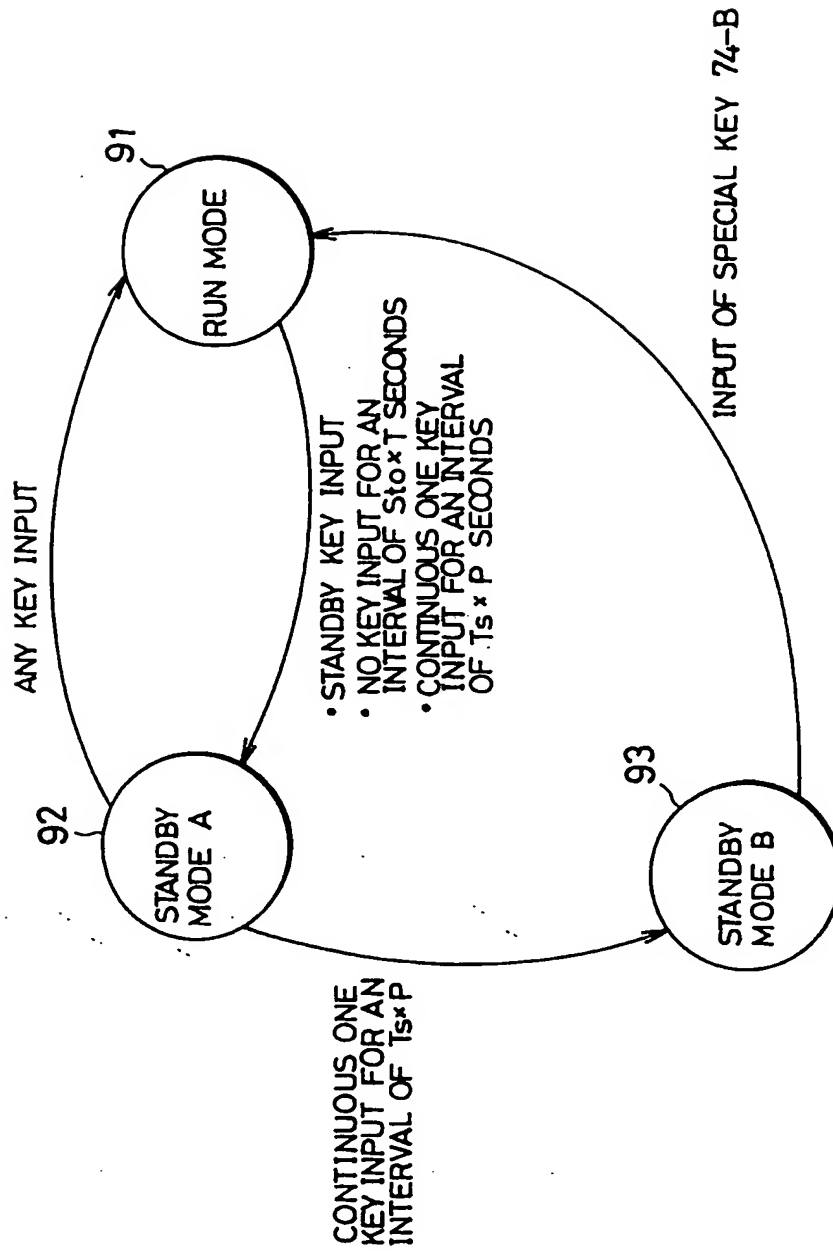 ANY KEY INPUT
91
RUN MODE
92
STANDBY
MODE A
• STANDBY KEY INPUT
• NO KEY INPUT FOR AN
INTERVAL OF Sto×T SECONDS
• CONTINUOUS ONE KEY
INPUT FOR AN INTERVAL
OF Ts × P SECONDS
CONTINUOUS ONE
KEY INPUT FOR AN
INTERVAL OF Ts×P
93
STANDBY
MODE B
INPUT OF SPECIAL KEY 74-B